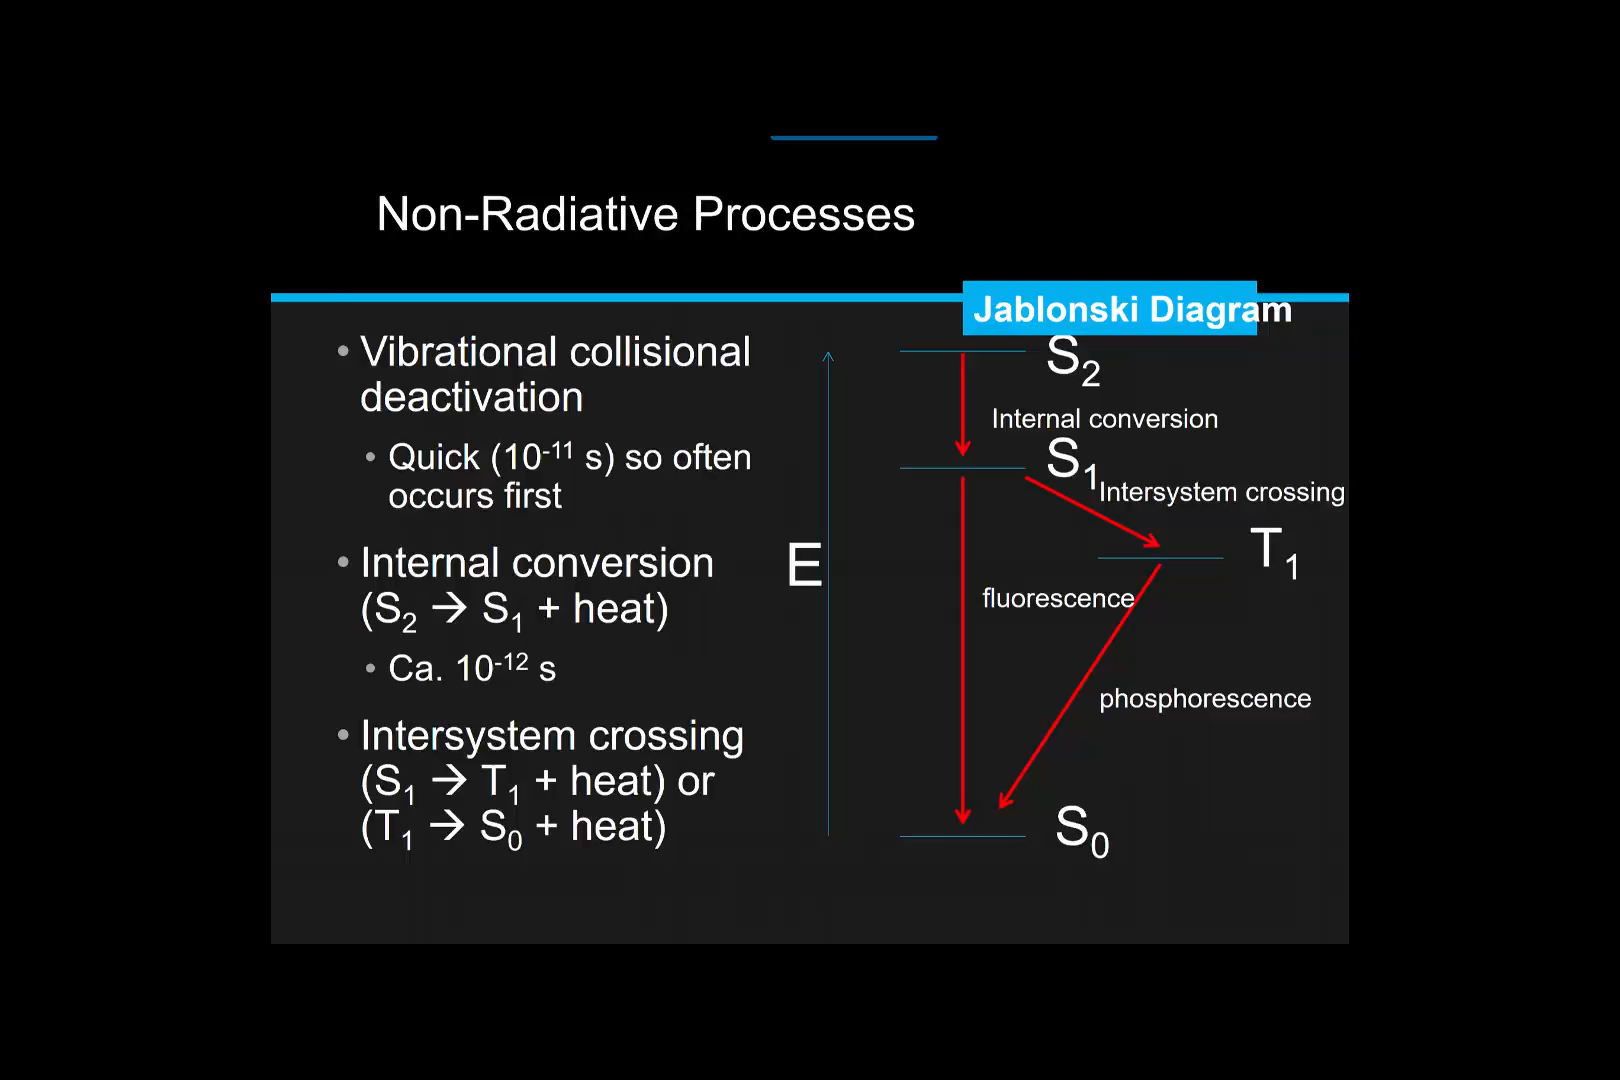 Non-Radiative Processes
Jablonski Diagram
• Vibrational collisional
deactivation
• Quick (10⁻¹¹ s) so often
occurs first
• Internal conversion
(S₂ → S₁ + heat)
• Ca. 10⁻¹² s
• Intersystem crossing
(S₁ → T₁ + heat) or
(T₁ → S₀ + heat)
E
S₂
Internal conversion
S₁
Intersystem crossing
T₁
fluorescence
phosphorescence
S₀